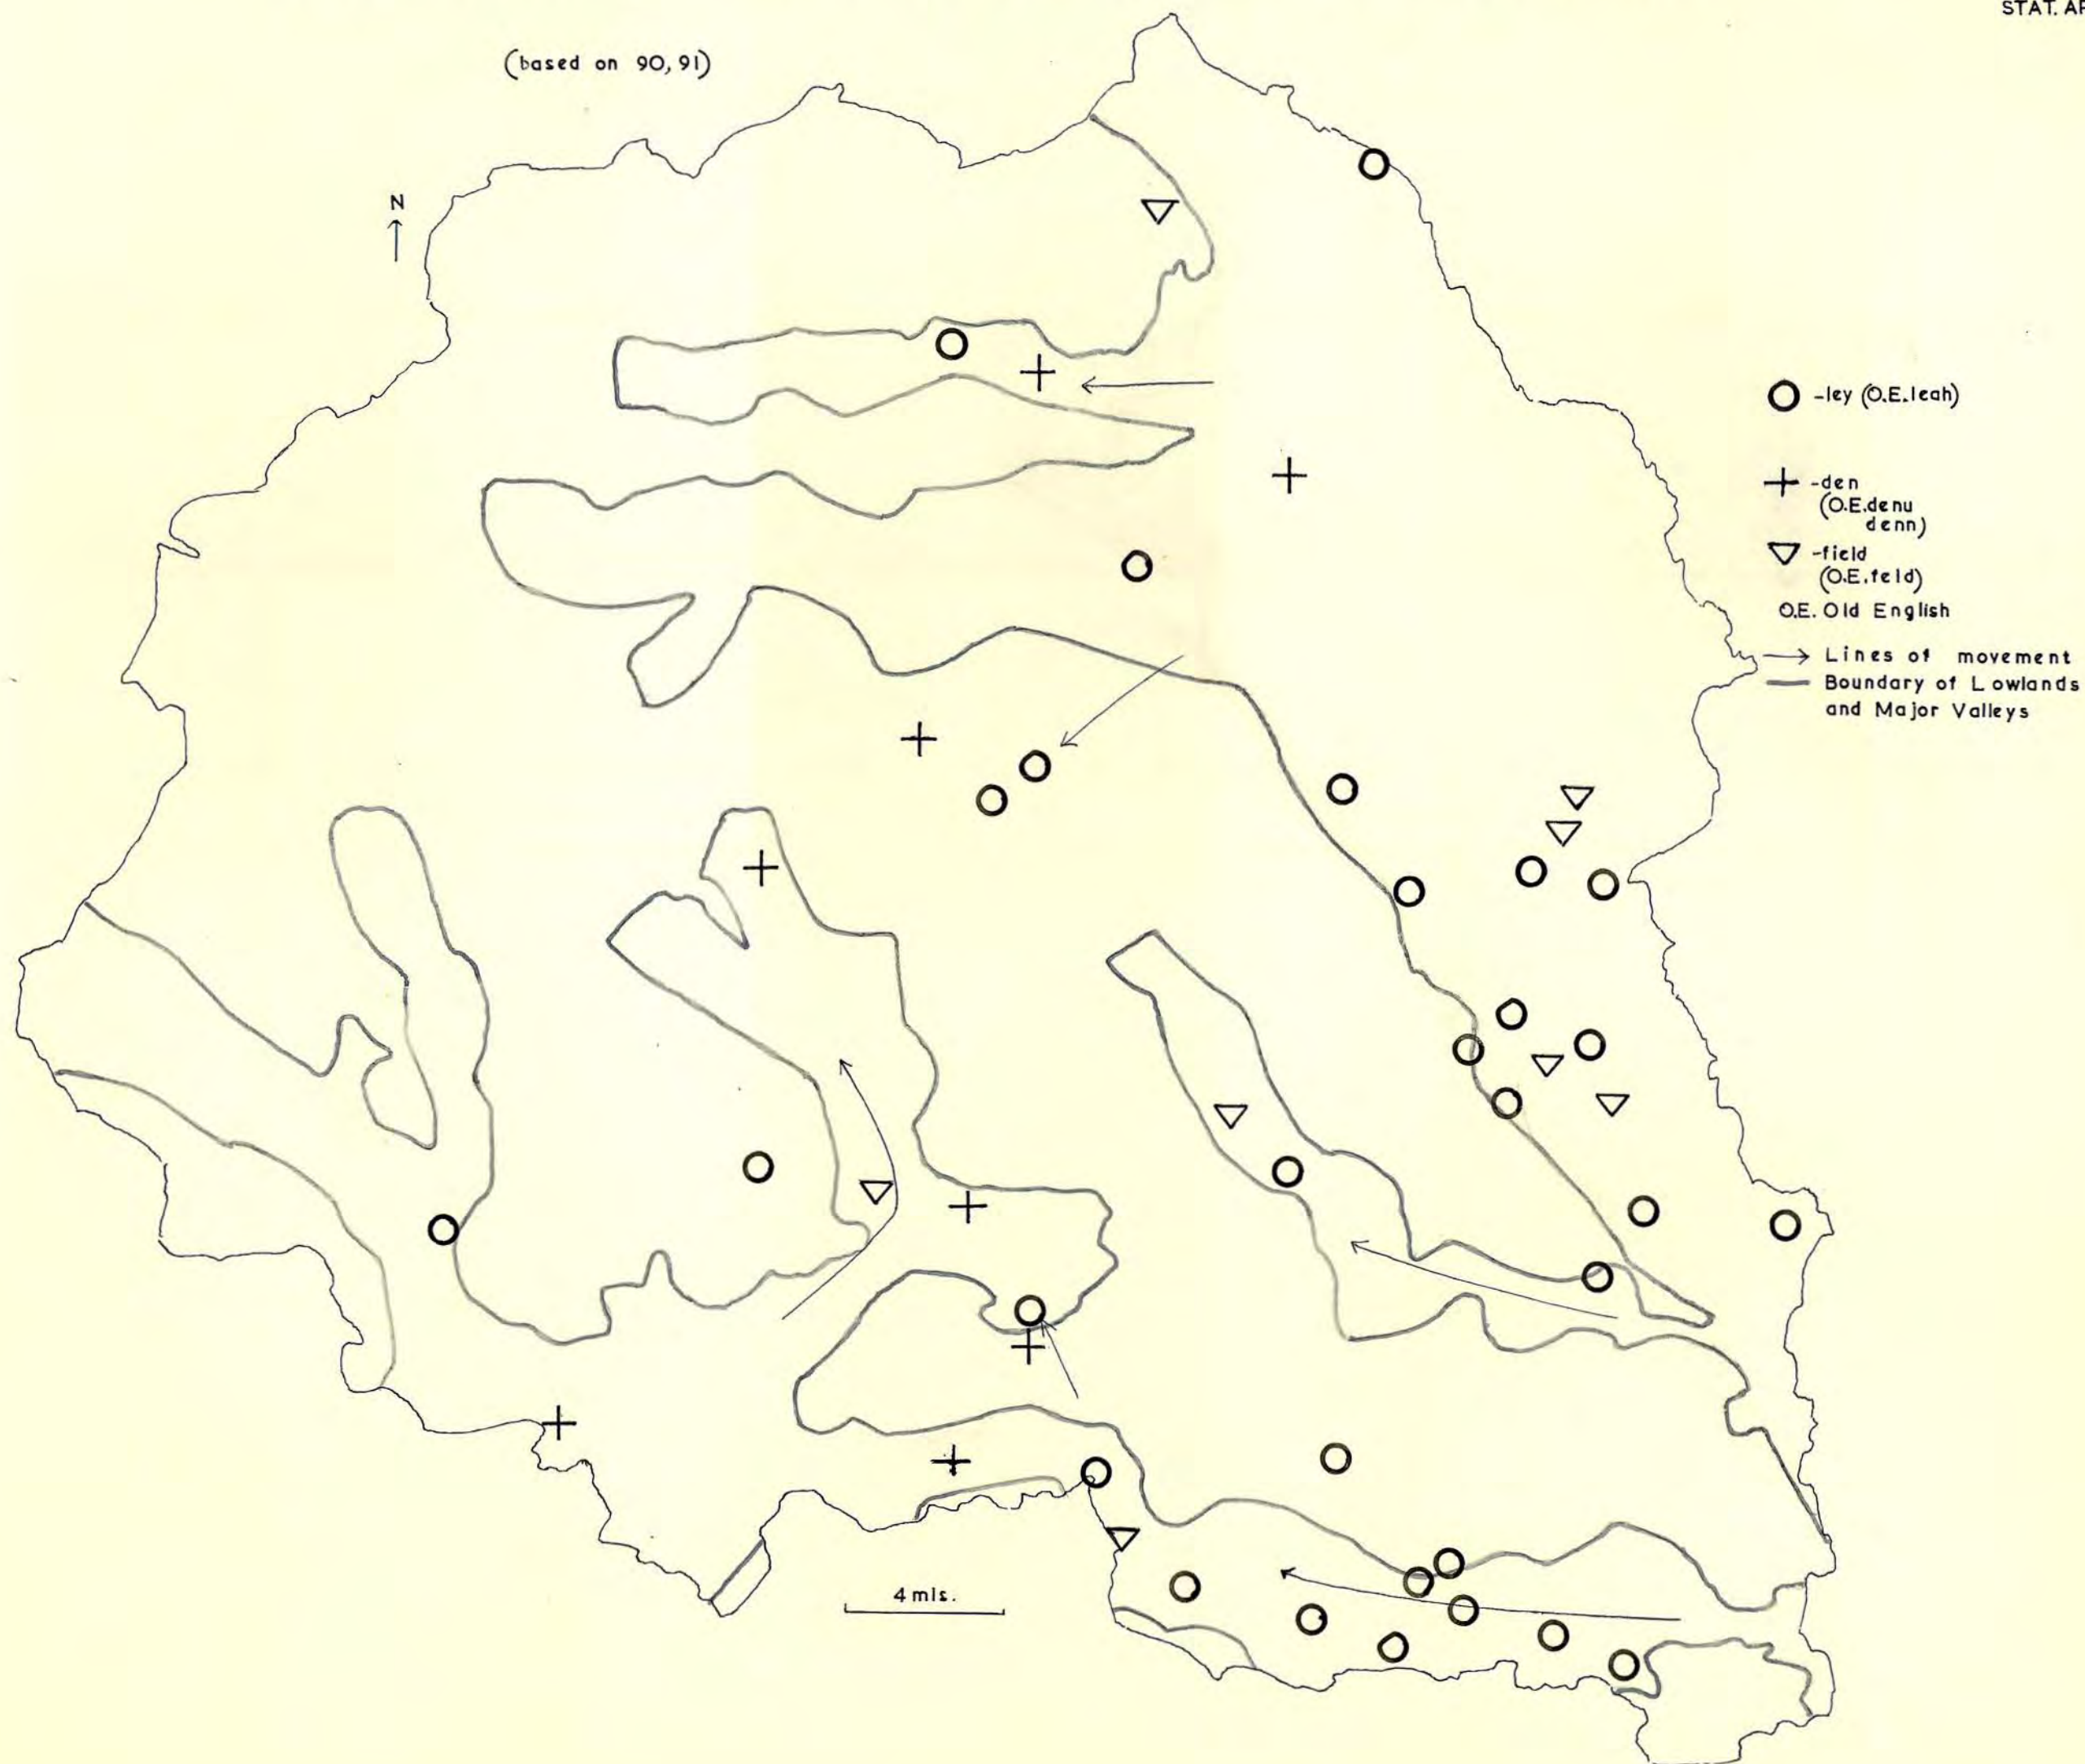 STAT. AP
(based on 90, 91)
N
-ley (O.E.leah)
-den
(O.E.denu
denn)
-field
(O.E.feld)
O.E. Old English
Lines of movement
Boundary of Lowlands
and Major Valleys
4 mls.